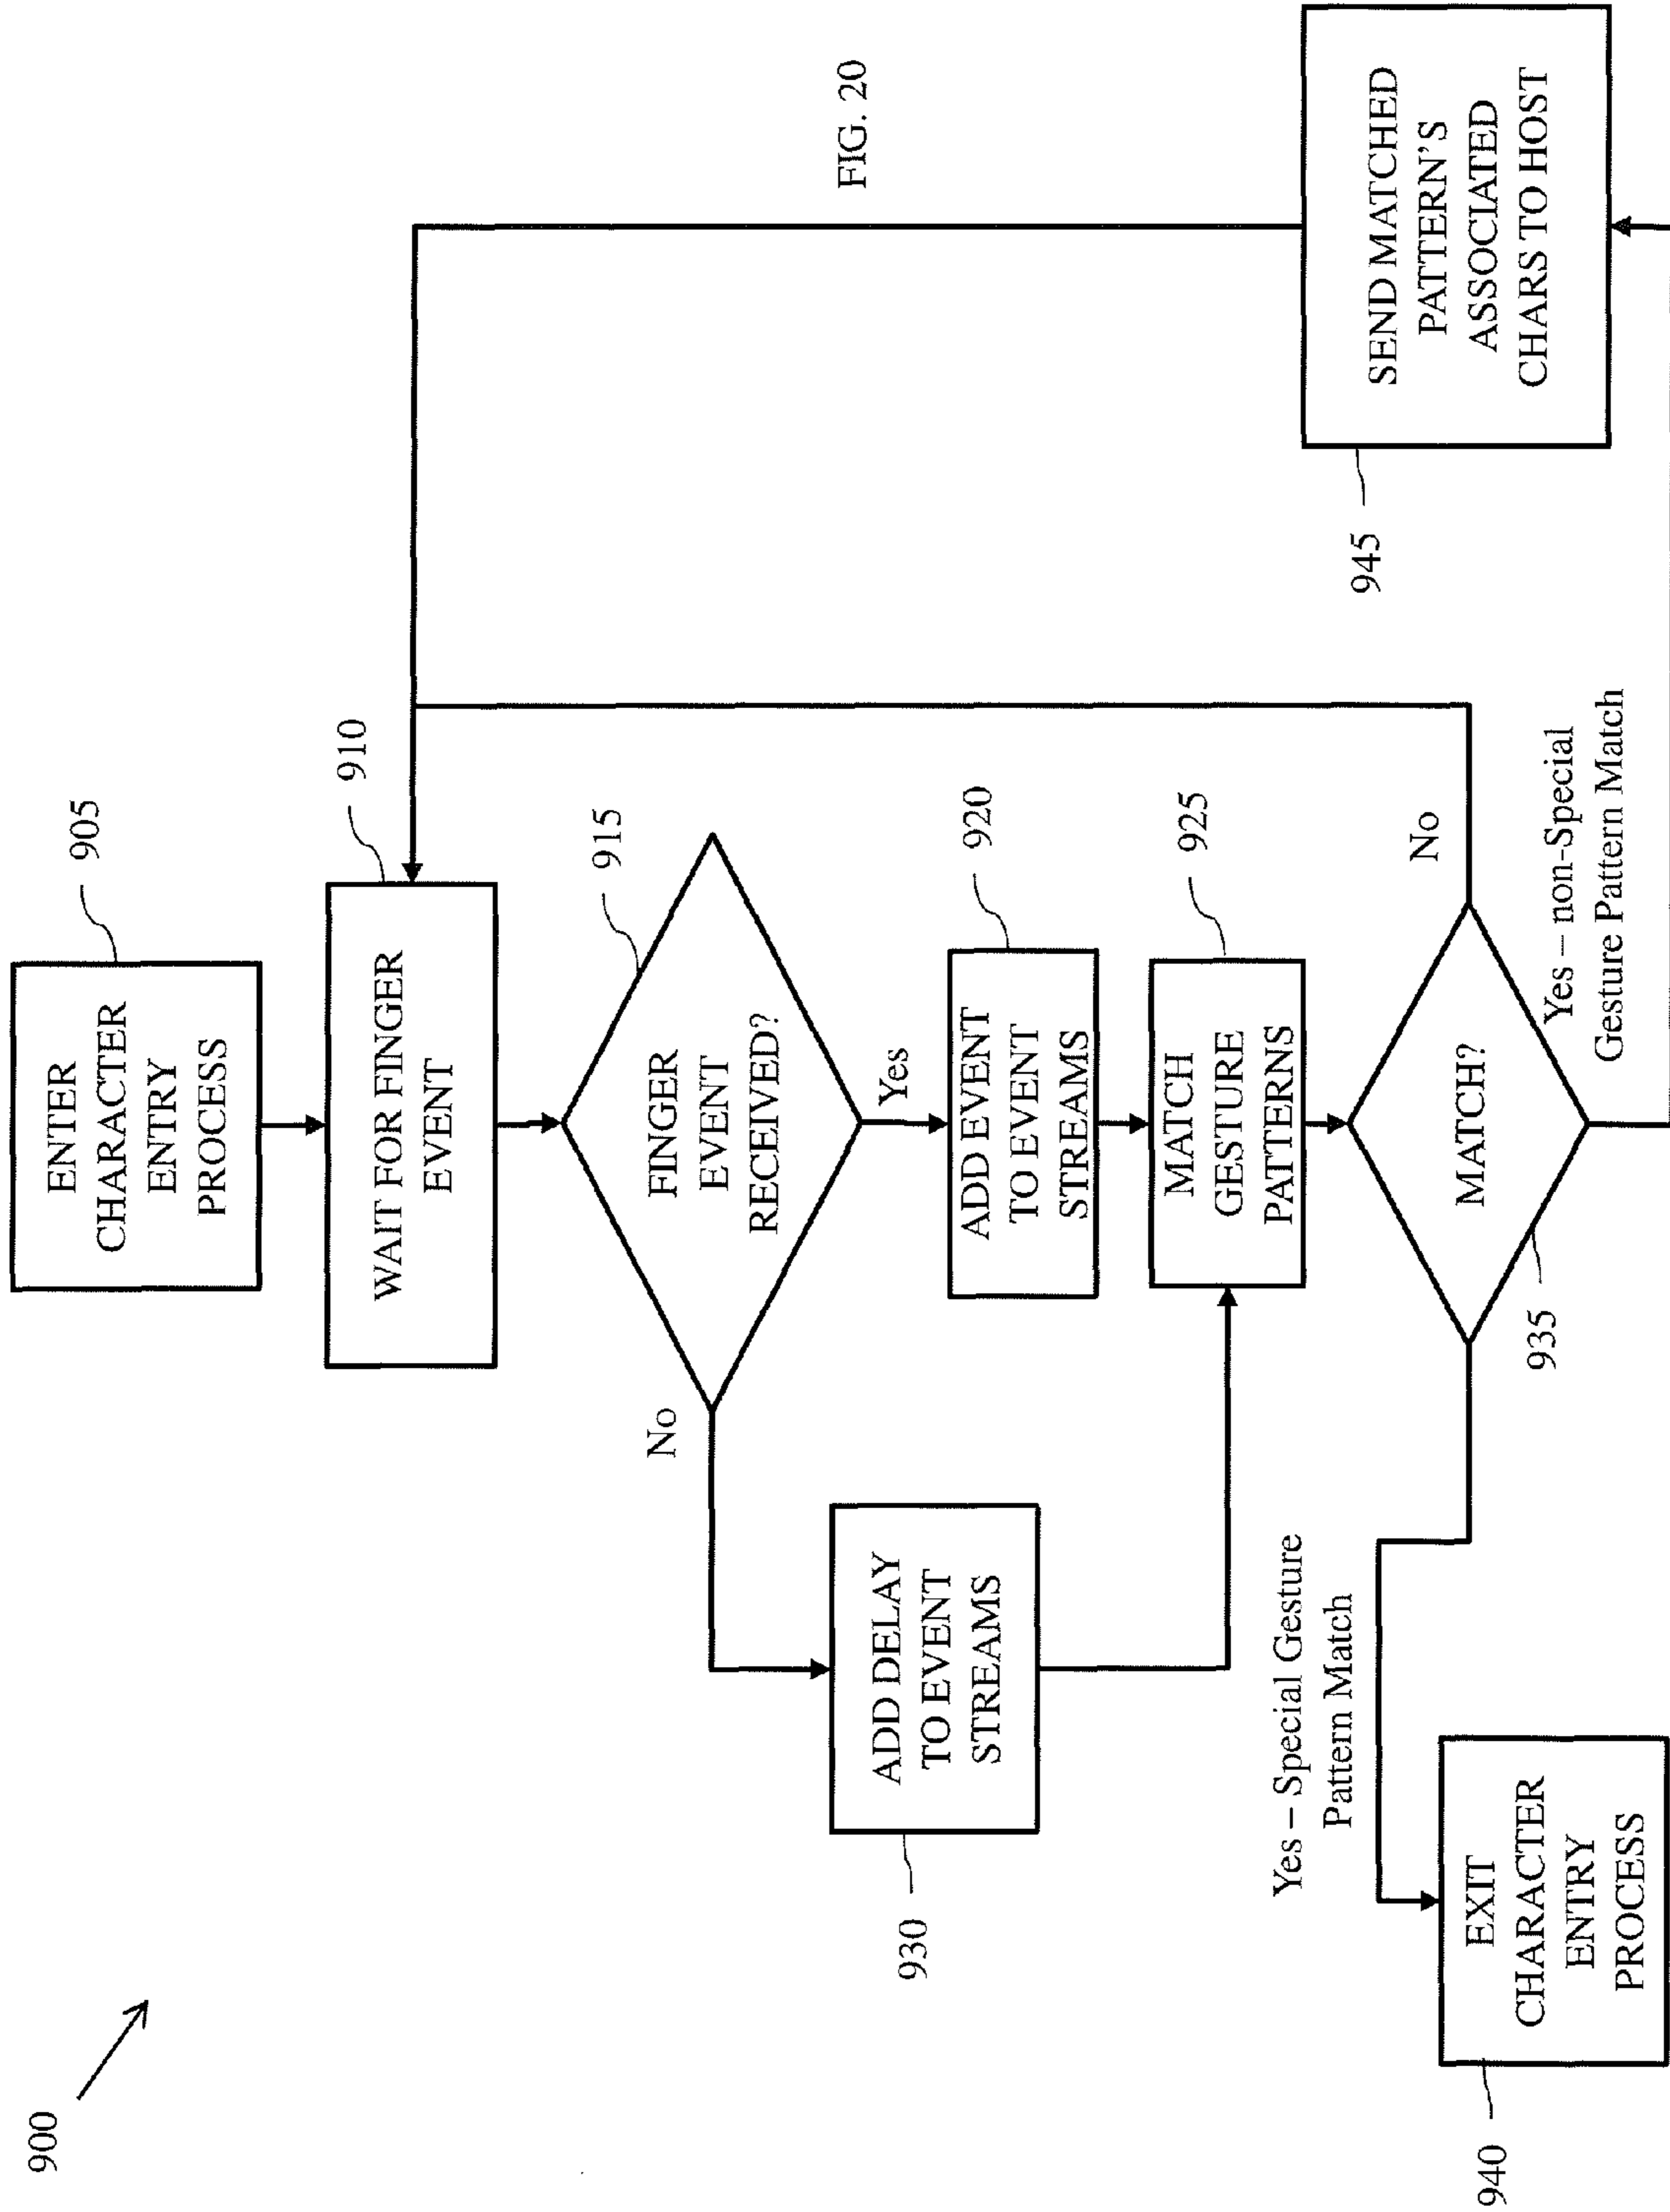 900
ENTER
CHARACTER
ENTRY
PROCESS
905
WAIT FOR FINGER
EVENT
910
FINGER
EVENT
RECEIVED?
915
No
Yes
ADD EVENT
TO EVENT
STREAMS
920
ADD DELAY
TO EVENT
STREAMS
930
MATCH
GESTURE
PATTERNS
925
MATCH?
935
No
Yes – Special Gesture
Pattern Match
Yes – non-Special
Gesture Pattern Match
EXIT
CHARACTER
ENTRY
PROCESS
940
SEND MATCHED
PATTERN'S
ASSOCIATED
CHARS TO HOST
945
FIG. 20